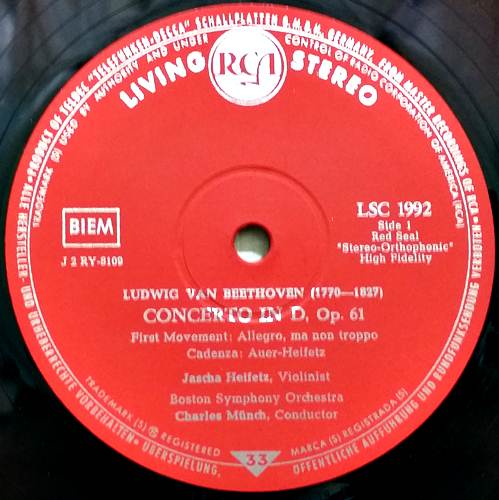 PRODUCT OF TELDEC "TELEFUNKEN-DECCA" SCHALLPLATTEN G.M.B.H. GERMANY, FROM MASTER RECORDINGS OF RCA
TRADEMARK (S) USED BY AUTHORITY AND UNDER CONTROL OF RADIO CORPORATION OF AMERICA (RCA)
LIVING STEREO
RCA
BIEM
J 2 RY-8109
LSC 1992
Side 1
Red Seal
"Stereo-Orthophonic"
High Fidelity
LUDWIG VAN BEETHOVEN (1770—1827)
CONCERTO IN D, Op. 61
First Movement: Allegro, ma non troppo
Cadenza: Auer-Heifetz
Jascha Heifetz, Violinist
Boston Symphony Orchestra
Charles Münch, Conductor
TRADEMARK (S) REGISTERED
MARCA (S) REGISTRADA (S)
33
ALLE HERSTELLER- UND URHEBERRECHTE VORBEHALTEN · ÜBERSPIELUNG, ÖFFENTLICHE AUFFÜHRUNG UND RUNDFUNKSENDUNG VERBOTEN